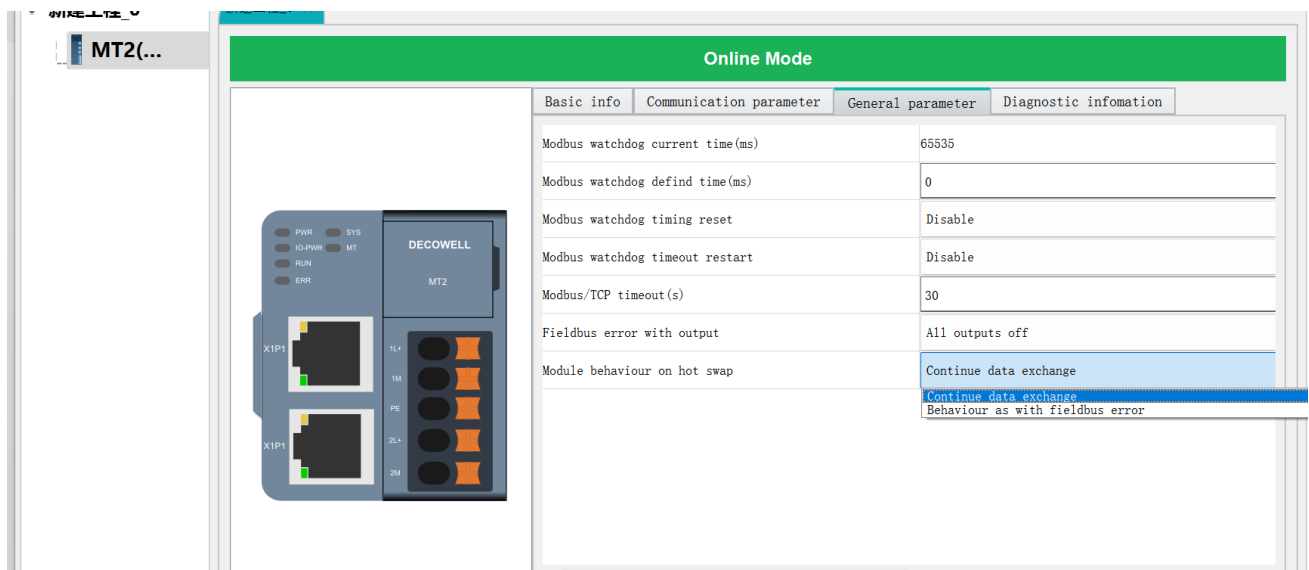 新建工程_0
MT2(...
Online Mode
Basic info
Communication parameter
General parameter
Diagnostic infomation
Modbus watchdog current time(ms)
65535
Modbus watchdog defind time(ms)
0
Modbus watchdog timing reset
Disable
Modbus watchdog timeout restart
Disable
Modbus/TCP timeout(s)
30
Fieldbus error with output
All outputs off
Module behaviour on hot swap
Continue data exchange
Continue data exchange
Behaviour as with fieldbus error
PWR
SYS
IO-PWR
MT
RUN
ERR
DECOWELL
MT2
X1P1
X1P1
1L+
1M
PE
2L+
2M